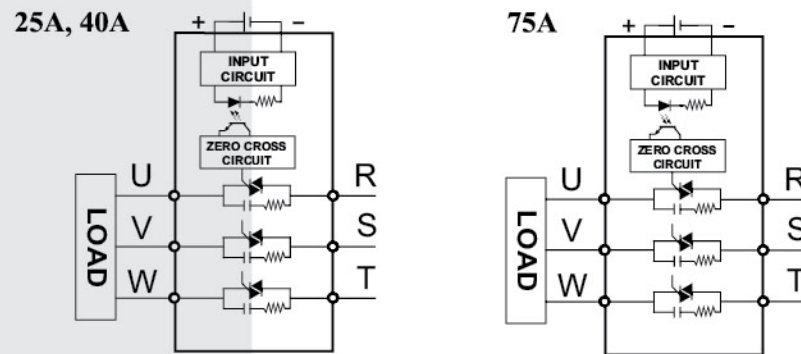 25A, 40A
+ −
INPUT
CIRCUIT
ZERO CROSS
CIRCUIT
LOAD
U
V
W
R
S
T
75A
+ −
INPUT
CIRCUIT
ZERO CROSS
CIRCUIT
LOAD
U
V
W
R
S
T